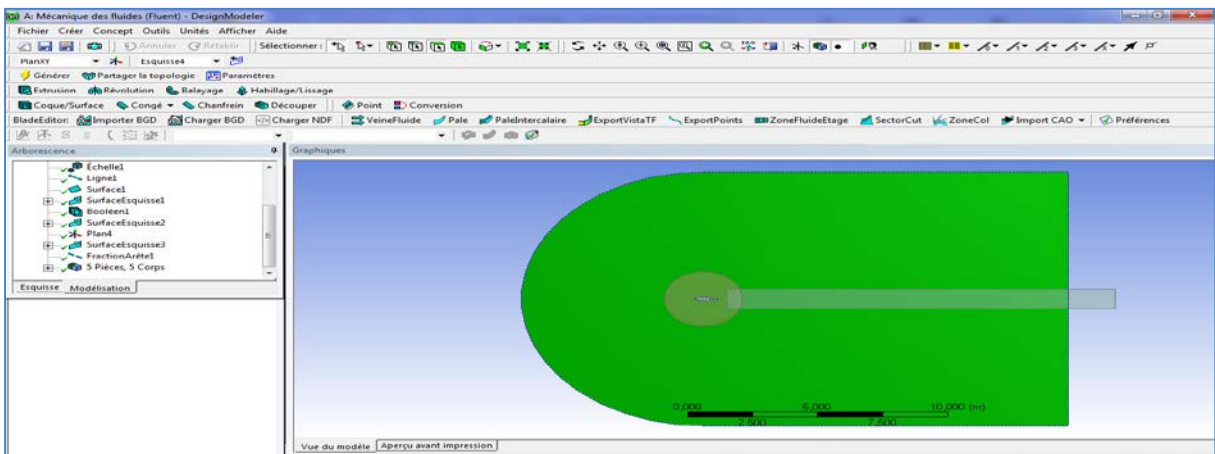 A: Mécanique des fluides (Fluent) - DesignModeler
Fichier Créer Concept Outils Unités Afficher Aide
Annuler Rétablir Sélectionner:
PlanXY Esquisse4
Générer Partager la topologie Paramètres
Extrusion Révolution Balayage Habillage/Lissage
Coque/Surface Congé Chanfrein Découper Point Conversion
BladeEditor: Importer BGD Charger BGD Charger NDF VeineFluide Pale PaleIntercalaire ExportVistaTF ExportPoints ZoneFluideEtage SectorCut ZoneCol Import CAO Préférences
Arborescence
Graphiques
Échelle1
Ligne1
Surface1
SurfaceEsquisse1
Booléen1
SurfaceEsquisse2
Plan4
SurfaceEsquisse3
FractionArête1
5 Pièces, 5 Corps
Esquisse Modélisation
0,000 5,000 10,000 (m)
2,500 7,500
Vue du modèle Aperçu avant impression